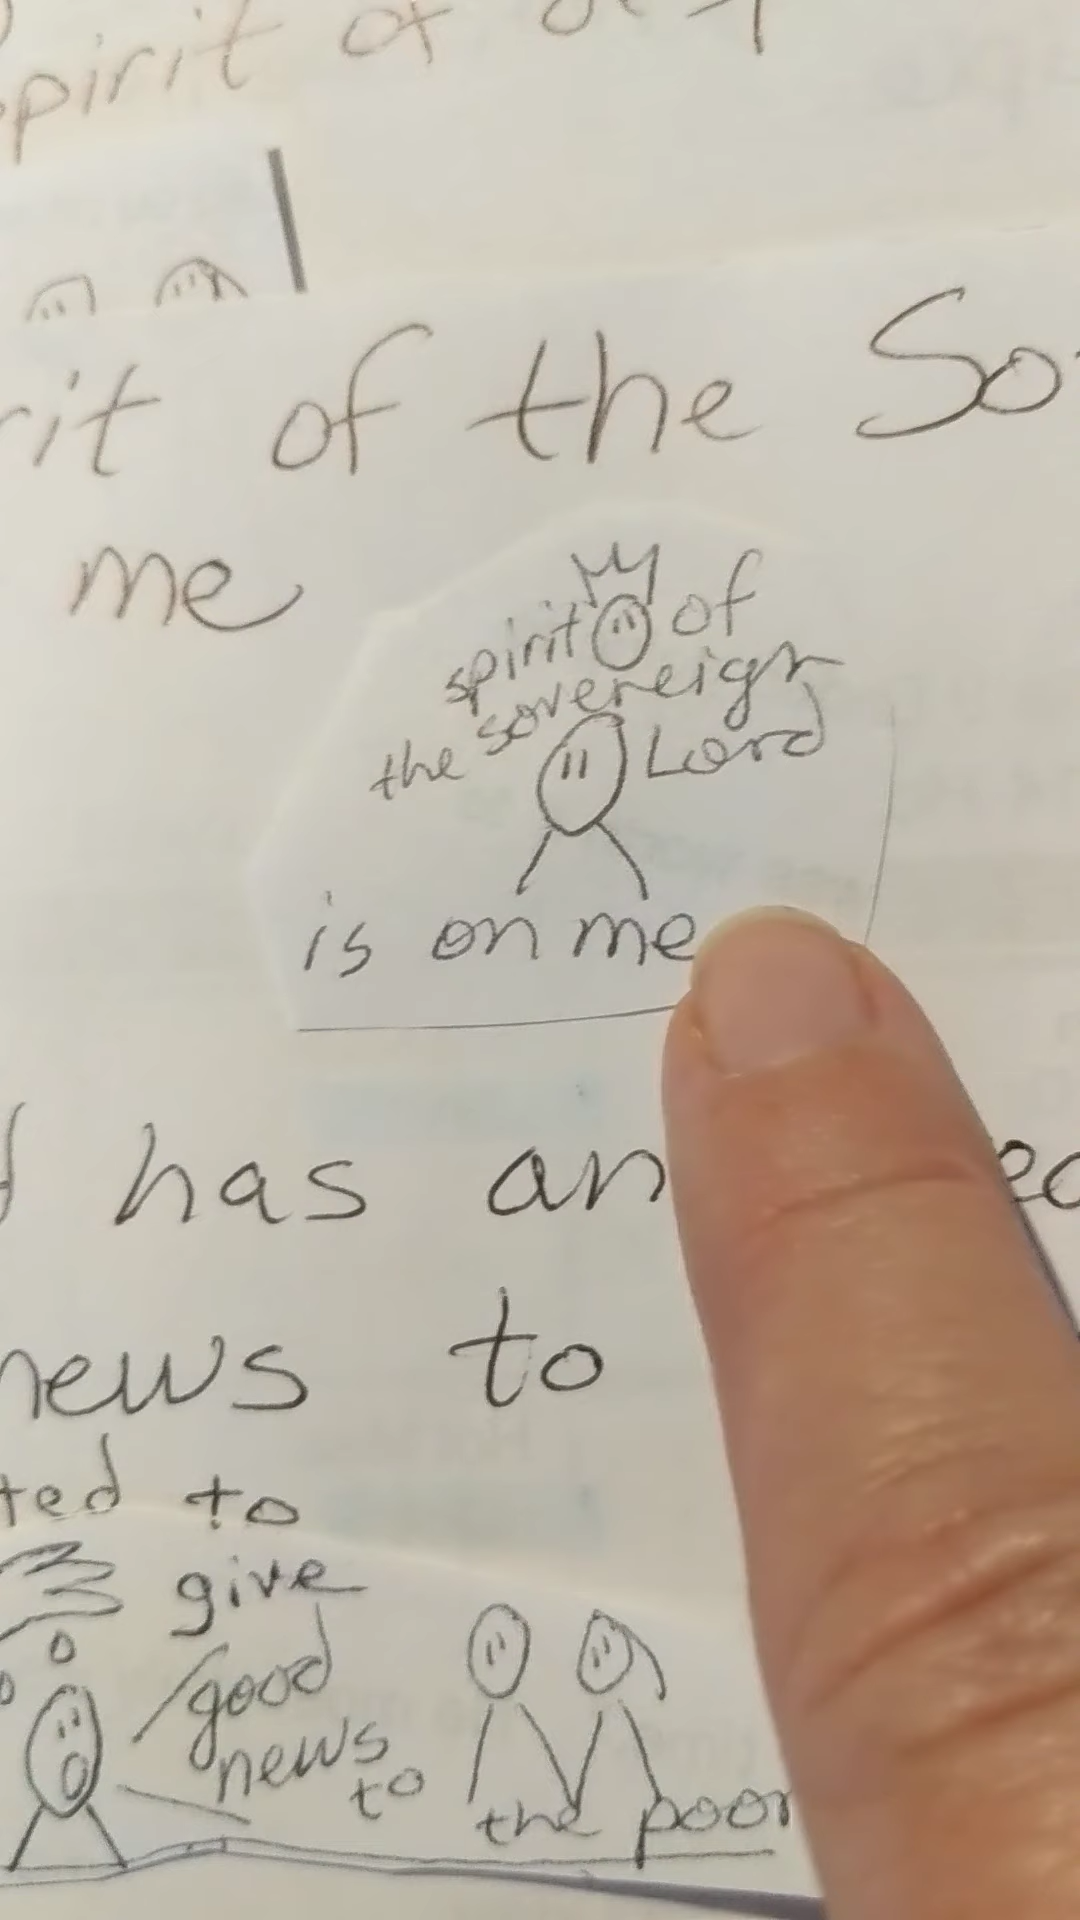 spirit of
rit of the So
me
spirit of
the sovereign
Lord
is on me
has an
news to
ted to
give
good
news
to
the poor